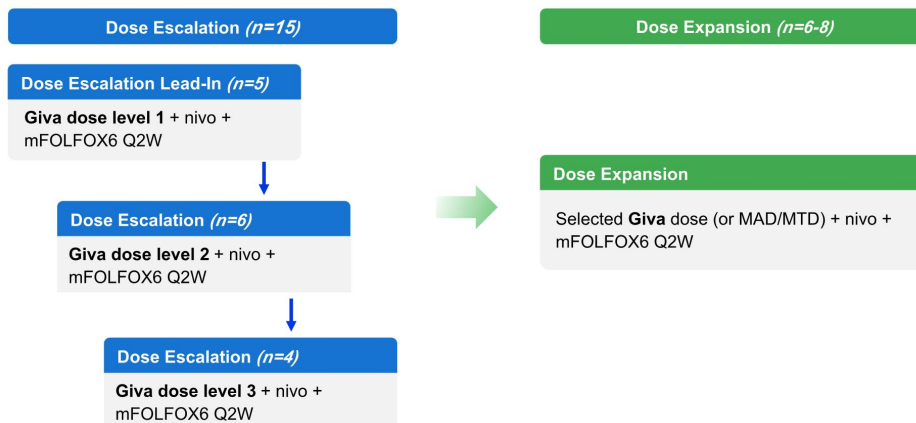 Dose Escalation (n=15)
Dose Escalation Lead-In (n=5)
Giva dose level 1 + nivo +
mFOLFOX6 Q2W
Dose Escalation (n=6)
Giva dose level 2 + nivo +
mFOLFOX6 Q2W
Dose Escalation (n=4)
Giva dose level 3 + nivo +
mFOLFOX6 Q2W
Dose Expansion (n=6-8)
Dose Expansion
Selected Giva dose (or MAD/MTD) + nivo +
mFOLFOX6 Q2W